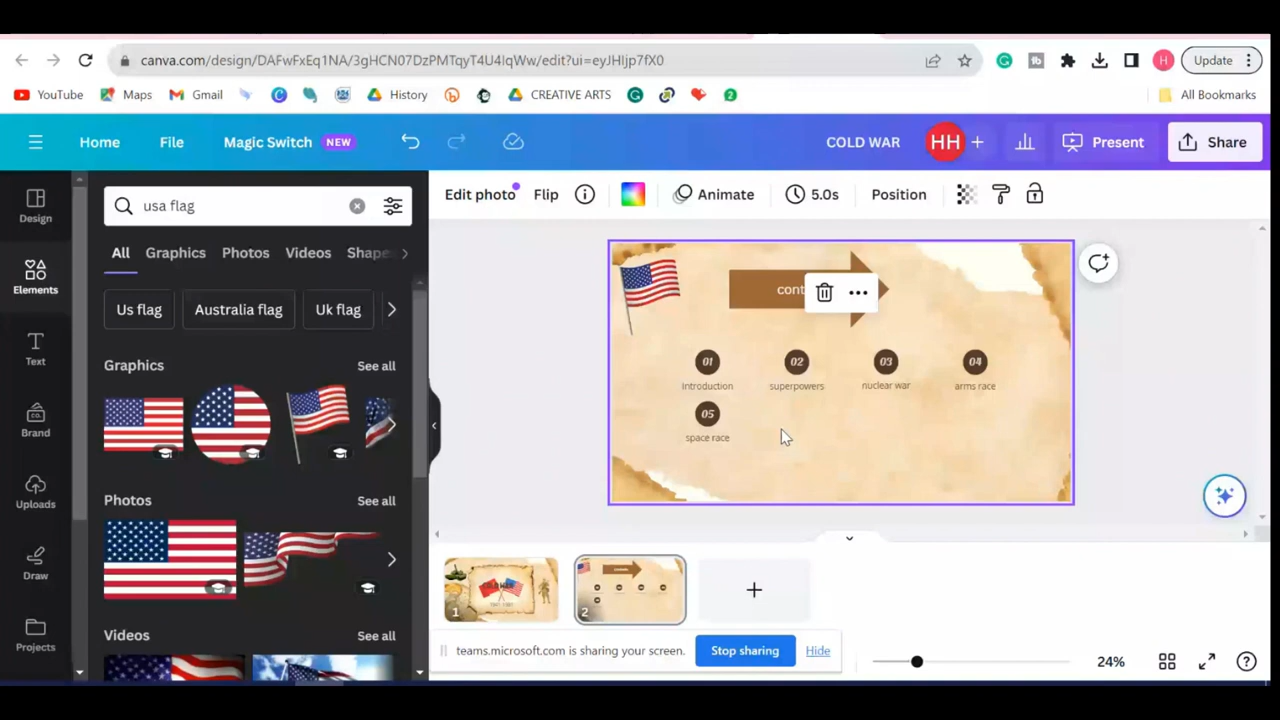 canva.com/design/DAFwFxEq1NA/3gHCN07DzPMTqyT4U4IqWw/edit?ui=eyJHIjp7fX0
H
Update
YouTube
Maps
Gmail
History
CREATIVE ARTS
All Bookmarks
Home
File
Magic Switch NEW
COLD WAR
HH
Present
Share
Design
usa flag
Edit photo
Flip
Animate
5.0s
Position
All
Graphics
Photos
Videos
Shape
Elements
Us flag
Australia flag
Uk flag
cont
Text
Graphics
See all
01
02
03
04
Introduction
superpowers
nuclear war
arms race
Brand
05
space race
Uploads
Photos
See all
Draw
1
2
Projects
Videos
See all
teams.microsoft.com is sharing your screen.
Stop sharing
Hide
24%